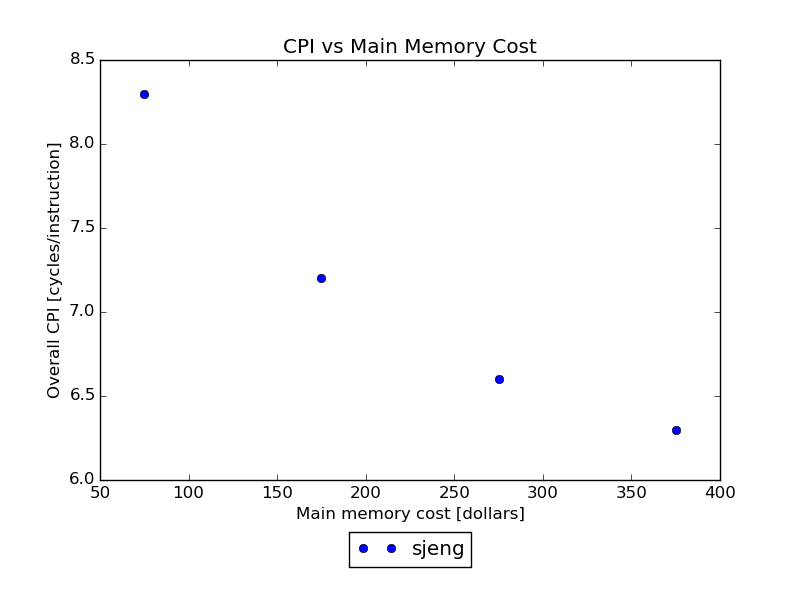 CPI vs Main Memory Cost
8.5
8.0
7.5
7.0
6.5
6.0
Overall CPI [cycles/instruction]
50 100 150 200 250 300 350 400
Main memory cost [dollars]
sjeng